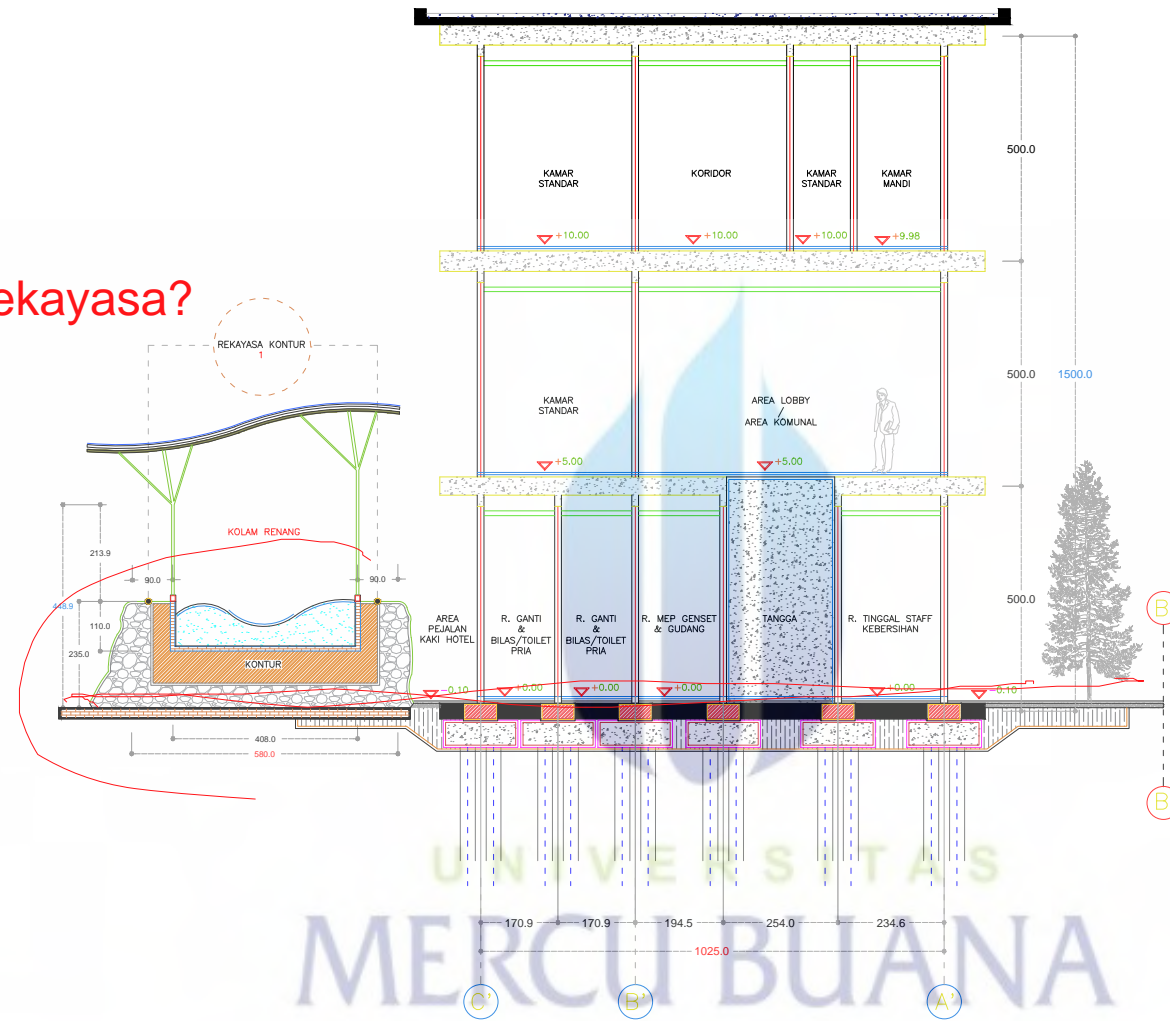 500.0
KAMAR
STANDAR
KORIDOR
KAMAR
STANDAR
KAMAR
MANDI
+10.00
+10.00
+10.00
+9.98
ekayasa?
REKAYASA KONTUR
1
500.0
1500.0
KAMAR
STANDAR
AREA LOBBY
/
AREA KOMUNAL
+5.00
+5.00
KOLAM RENANG
213.9
90.0
90.0
448.9
110.0
235.0
KONTUR
500.0
AREA
PEJALAN
KAKI HOTEL
R. GANTI
&
BILAS/TOILET
PRIA
R. GANTI
&
BILAS/TOILET
PRIA
R. MEP GENSET
& GUDANG
TANGGA
R. TINGGAL STAFF
KEBERSIHAN
B
-0.10
+0.00
+0.00
+0.00
+0.00
-0.10
408.0
580.0
B
UNIVERSITAS
MERCU BUANA
170.9
170.9
194.5
254.0
234.6
1025.0
C'
B'
A'